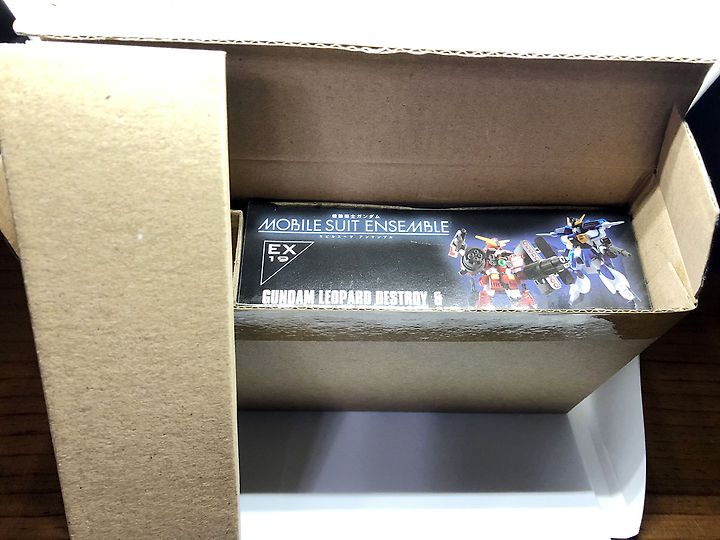 機動戦士ガンダム
MOBILE SUIT ENSEMBLE
モビルスーツ アンサンブル
EX
19
GUNDAM LEOPARD DESTROY &